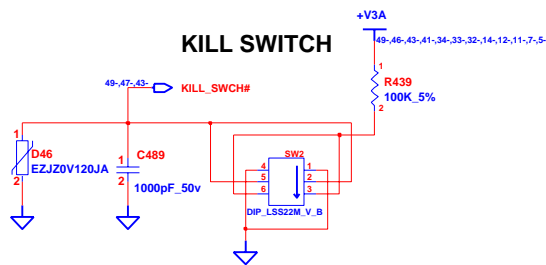 +V3A
49-,46-,43-,41-,34-,33-,32-,14-,12-,11-,7-,5-
KILL SWITCH
49-,47-,43-
KILL_SWCH#
1
R439
100K_5%
2
1
D46
EZJZ0V120JA
2
1
C489
2
1000pF_50v
SW2
4
1
5
2
6
3
DIP_LSS22M_V_B